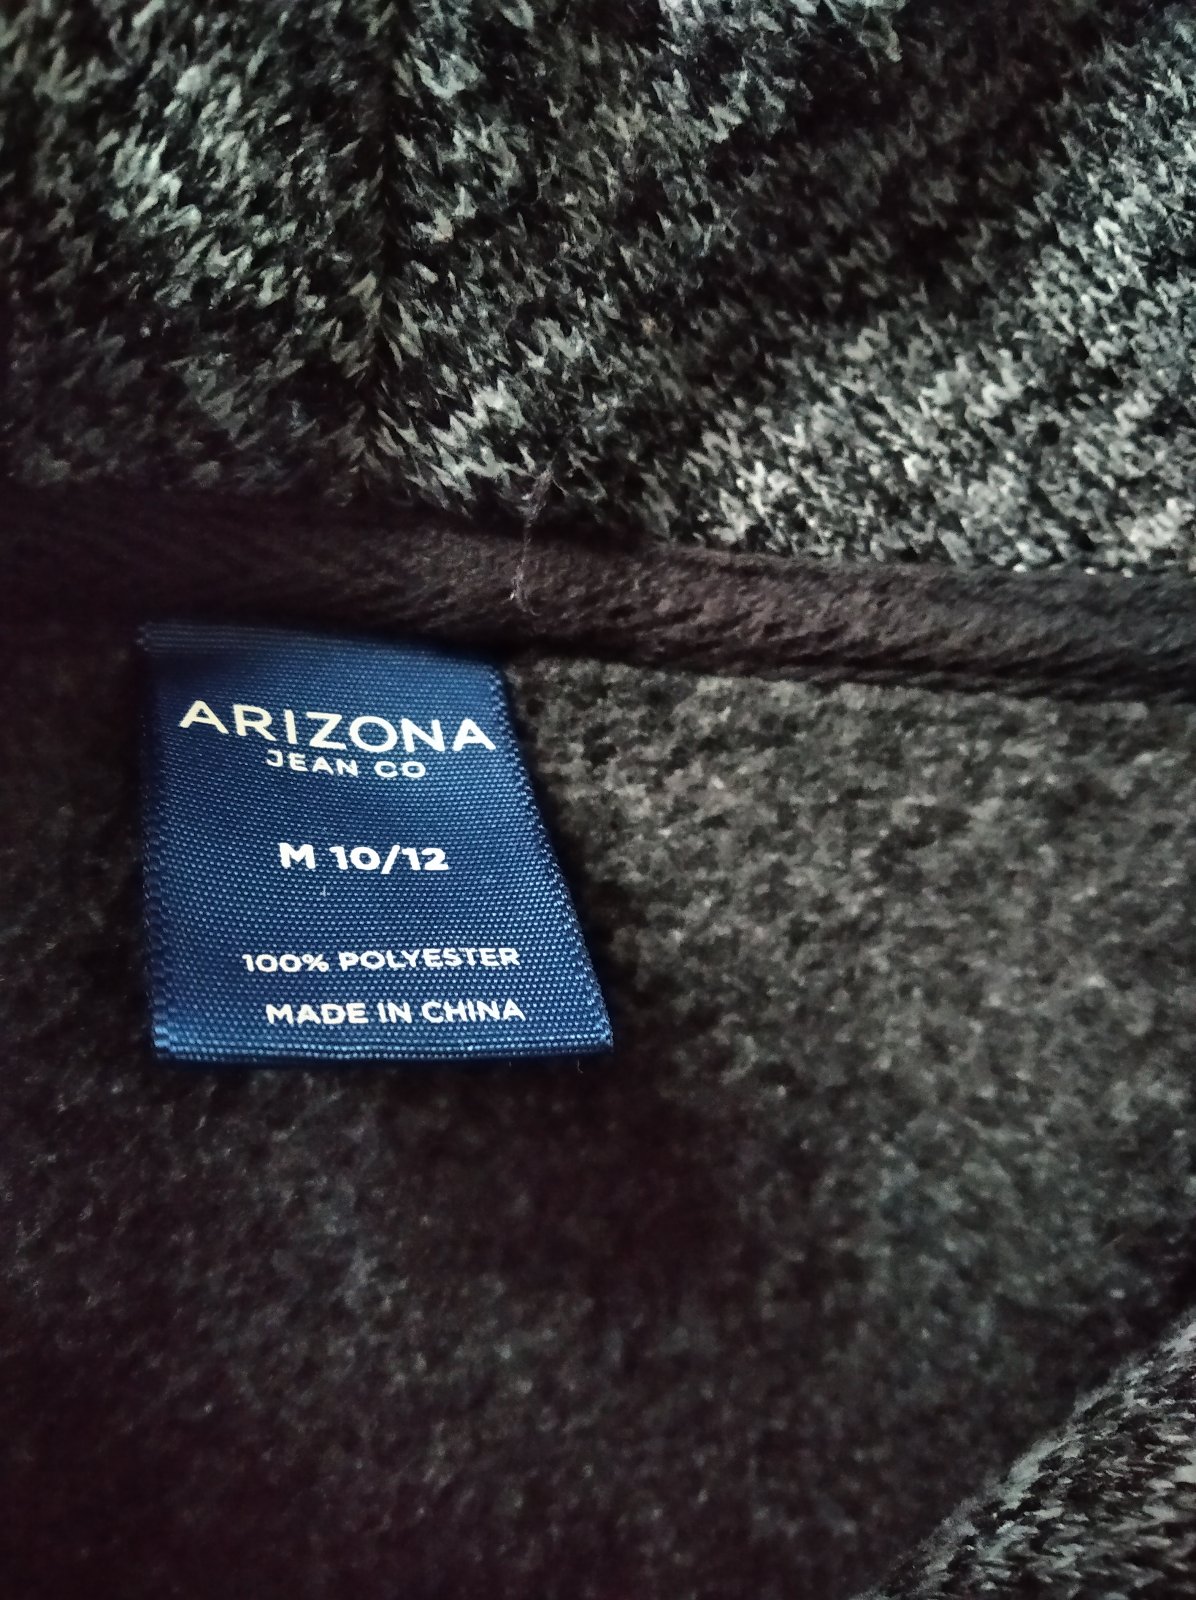 ARIZONA
JEAN CO
M 10/12
100% POLYESTER
MADE IN CHINA